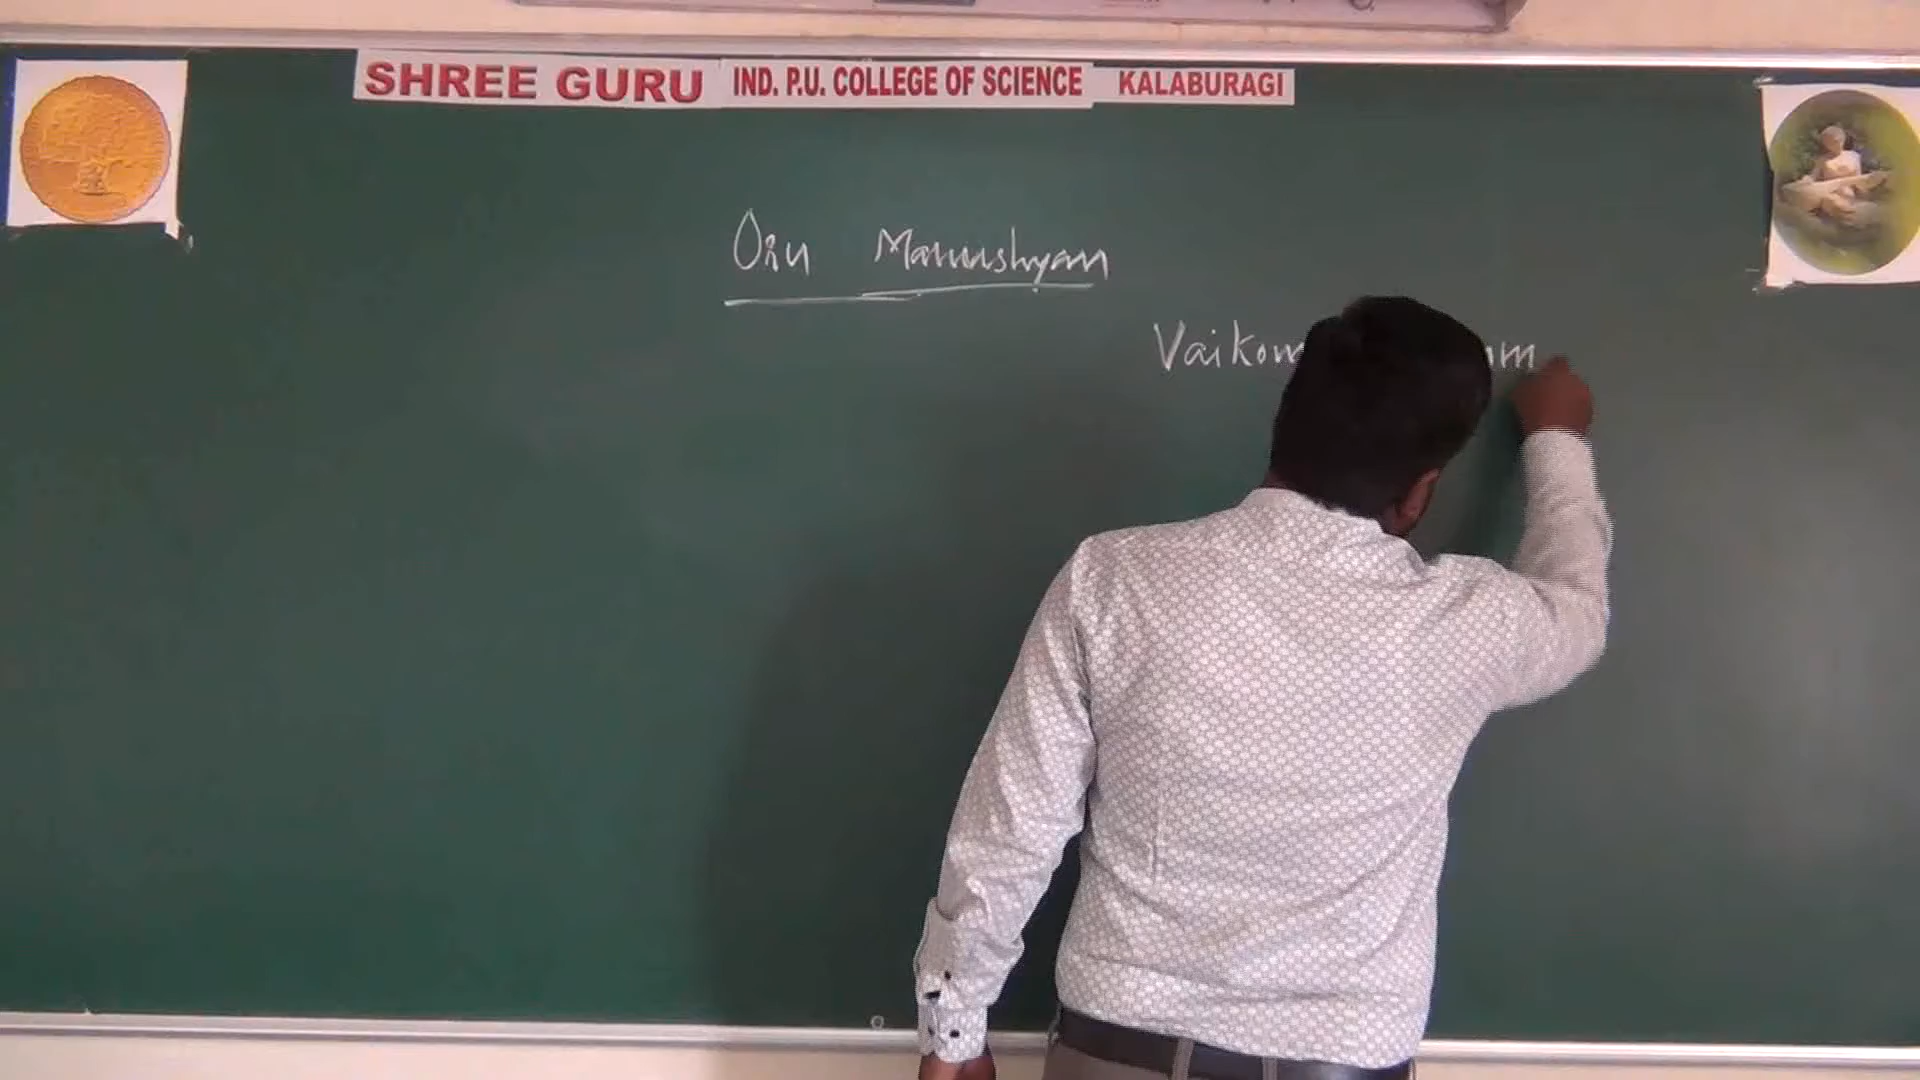 SHREE GURU IND. P.U. COLLEGE OF SCIENCE KALABURAGI
Oru Manushyan
Vaikom